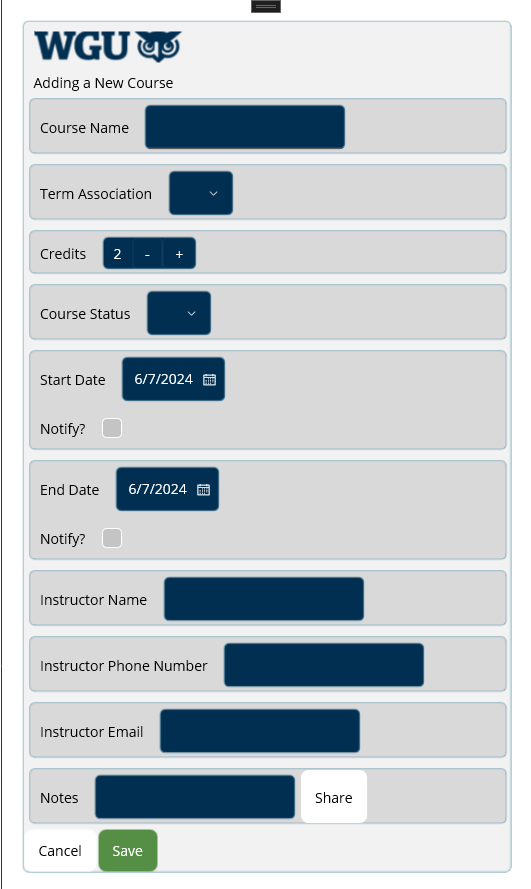 WGU
Adding a New Course
Course Name
Term Association
Credits 2 - +
Course Status
Start Date 6/7/2024
Notify?
End Date 6/7/2024
Notify?
Instructor Name
Instructor Phone Number
Instructor Email
Notes Share
Cancel Save